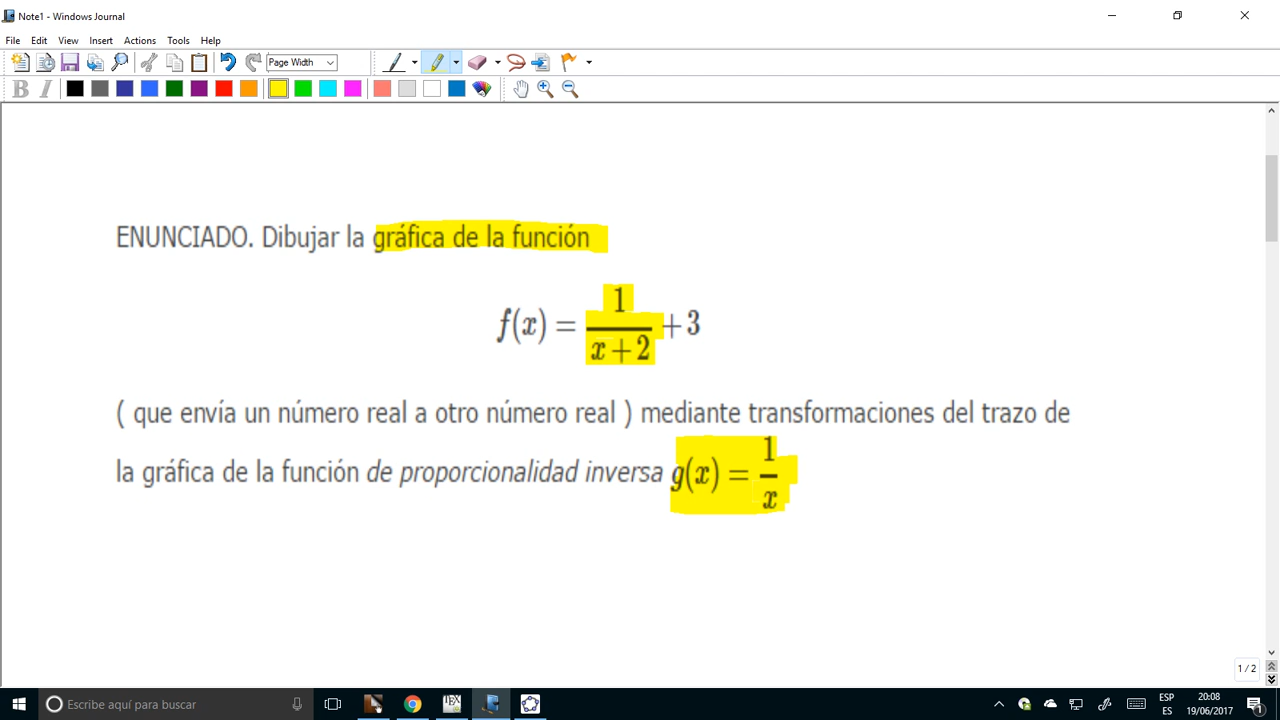 Note1 - Windows Journal
File Edit View Insert Actions Tools Help
Page Width
B I
ENUNCIADO. Dibujar la gráfica de la función
f(x) = 1/(x+2) + 3
( que envía un número real a otro número real ) mediante transformaciones del trazo de
la gráfica de la función de proporcionalidad inversa g(x) = 1/x
1 / 2
Escribe aquí para buscar
TEX
ESP
ES
20:08
19/06/2017
1